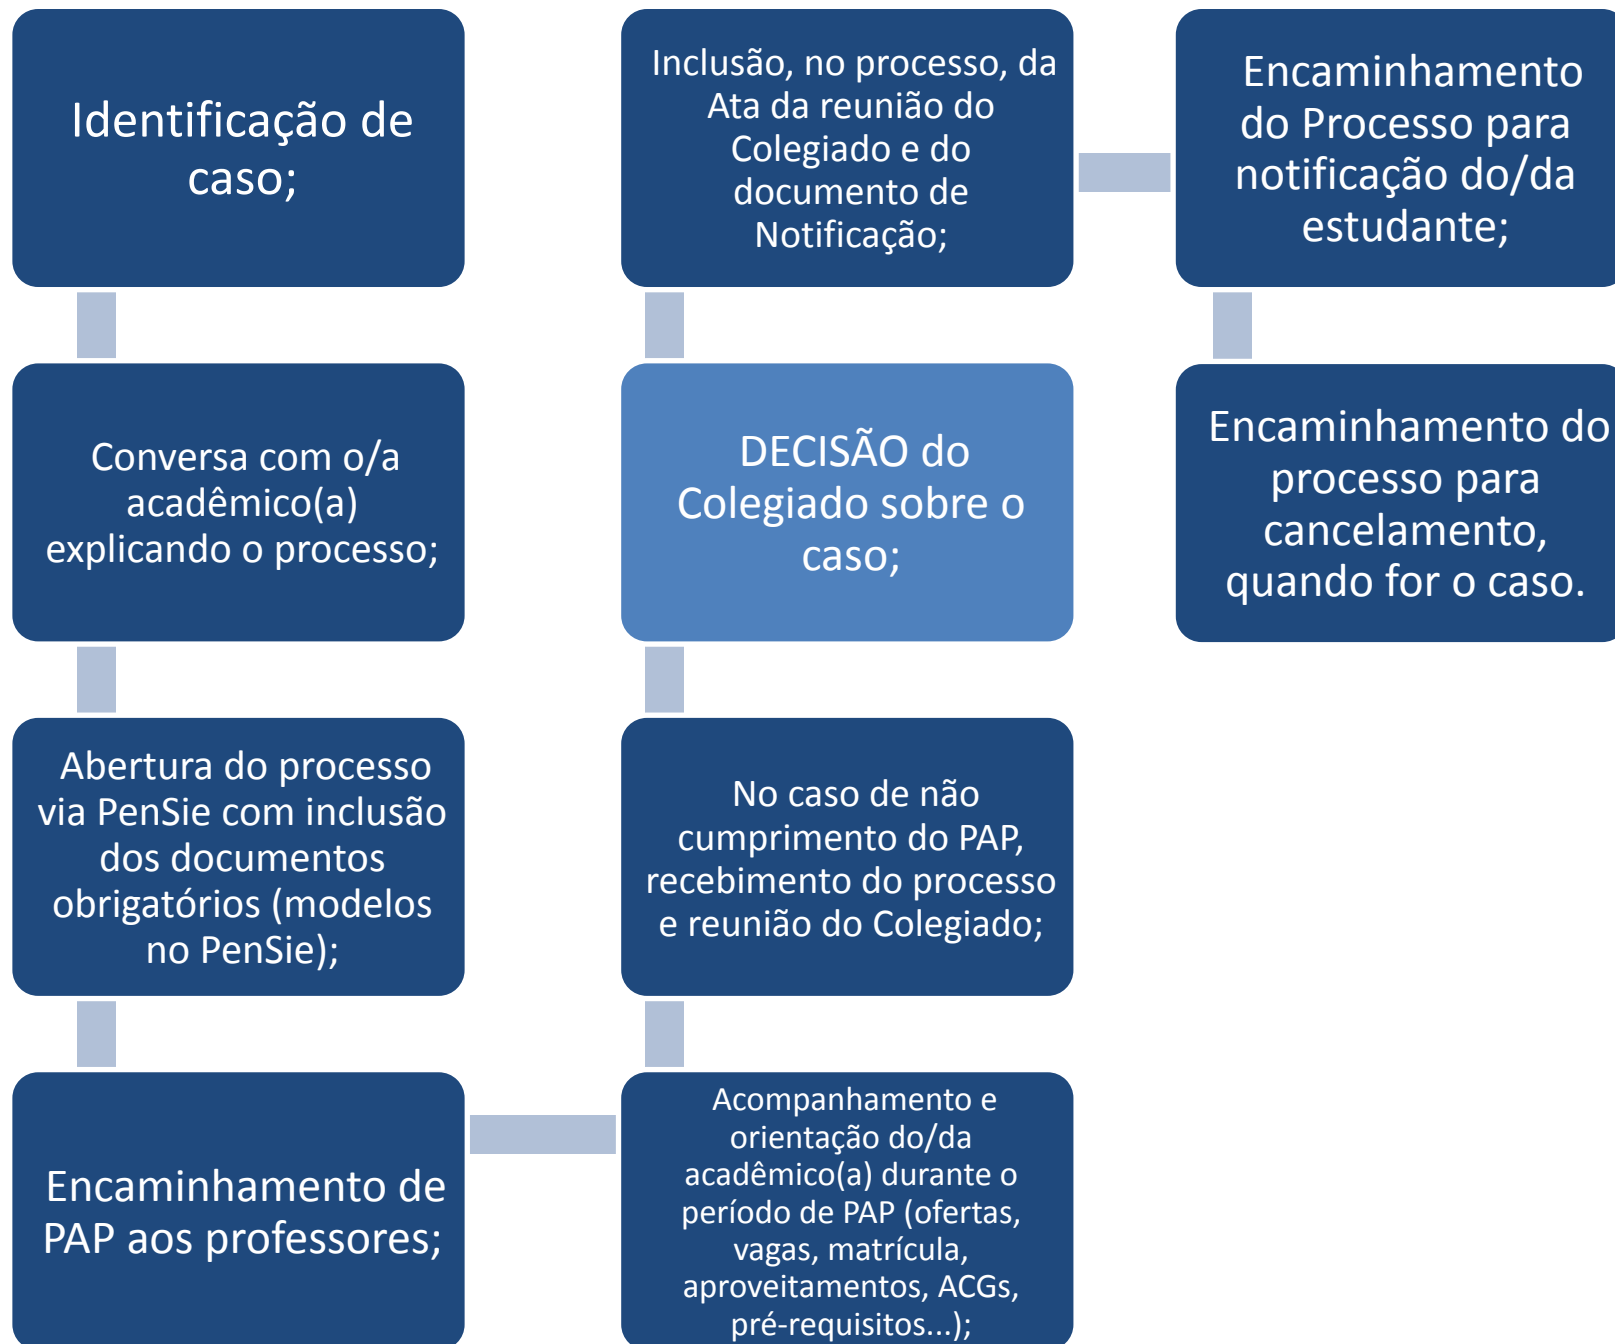 Identificação de
caso;
Conversa com o/a
acadêmico(a)
explicando o processo;
Abertura do processo
via PenSie com inclusão
dos documentos
obrigatórios (modelos
no PenSie);
Encaminhamento de
PAP aos professores;
Acompanhamento e
orientação do/da
acadêmico(a) durante o
período de PAP (ofertas,
vagas, matrícula,
aproveitamentos, ACGs,
pré-requisitos...);
No caso de não
cumprimento do PAP,
recebimento do processo
e reunião do Colegiado;
DECISÃO do
Colegiado sobre o
caso;
Inclusão, no processo, da
Ata da reunião do
Colegiado e do
documento de
Notificação;
Encaminhamento
do Processo para
notificação do/da
estudante;
Encaminhamento do
processo para
cancelamento,
quando for o caso.